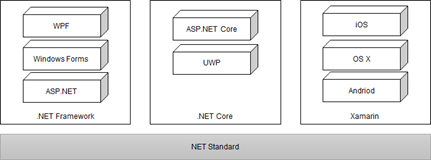 WPF
Windows Forms
ASP.NET
.NET Framework
ASP.NET Core
UWP
.NET Core
iOS
OS X
Andriod
Xamarin
NET Standard